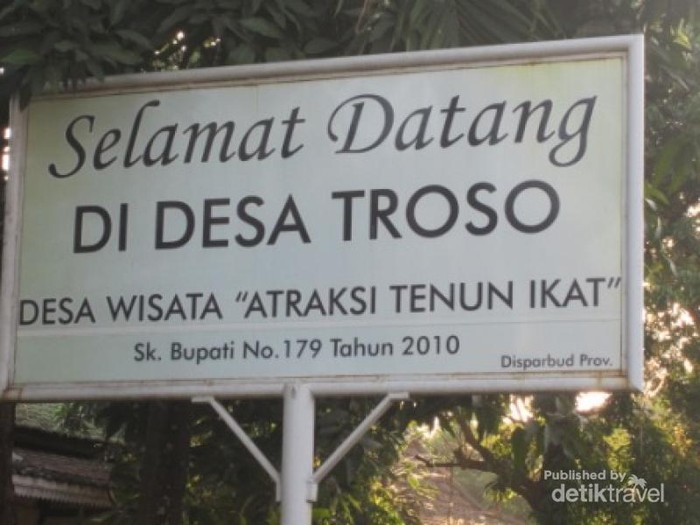 Selamat Datang
DI DESA TROSO
DESA WISATA "ATRAKSI TENUN IKAT"
Sk. Bupati No.179 Tahun 2010
Disparbud Prov.
Published by
detiktravel